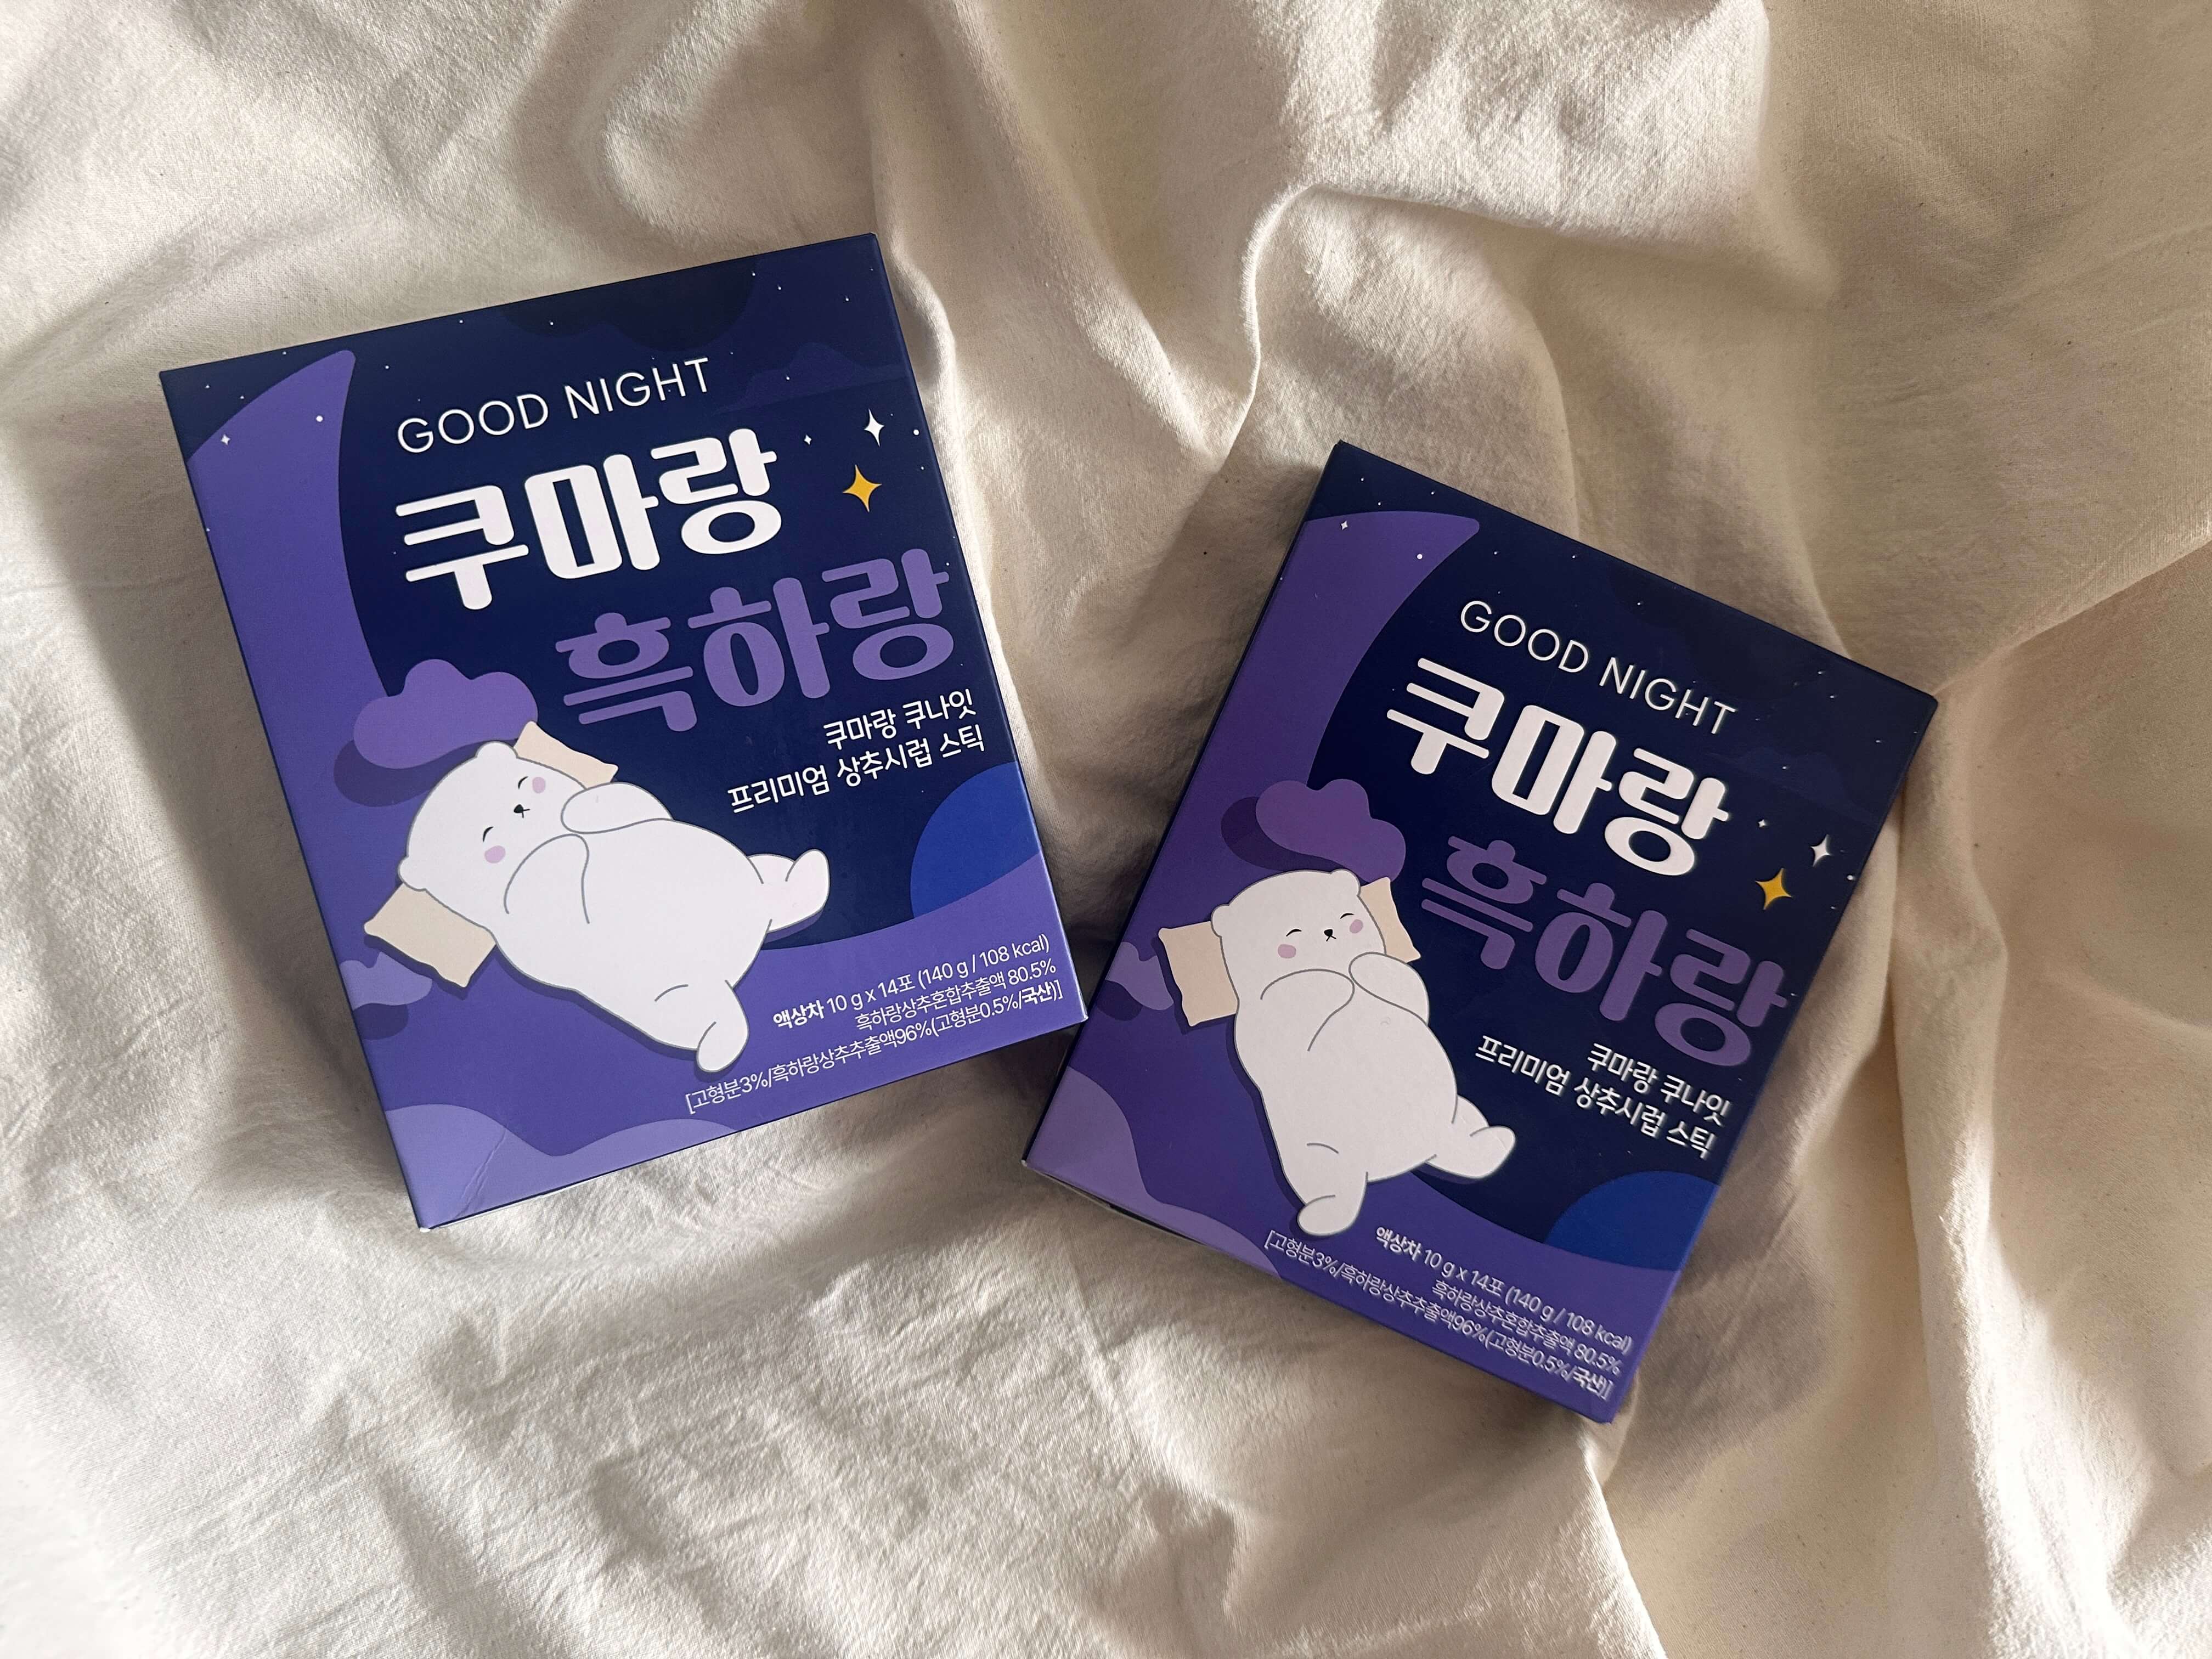 GOOD NIGHT
쿠마랑
흑하랑
쿠마랑 쿠나잇
프리미엄 상추시럽 스틱
액상차 10 g x 14포 (140 g / 108 kcal)
흑하랑상추혼합추출액 80.5%
[고형분3%/흑하랑상추추출액96%(고형분0.5%/국산)]
GOOD NIGHT
쿠마랑
흑하랑
쿠마랑 쿠나잇
프리미엄 상추시럽 스틱
액상차 10 g x 14포 (140 g / 108 kcal)
흑하랑상추혼합추출액 80.5%
[고형분3%/흑하랑상추추출액96%(고형분0.5%/국산)]